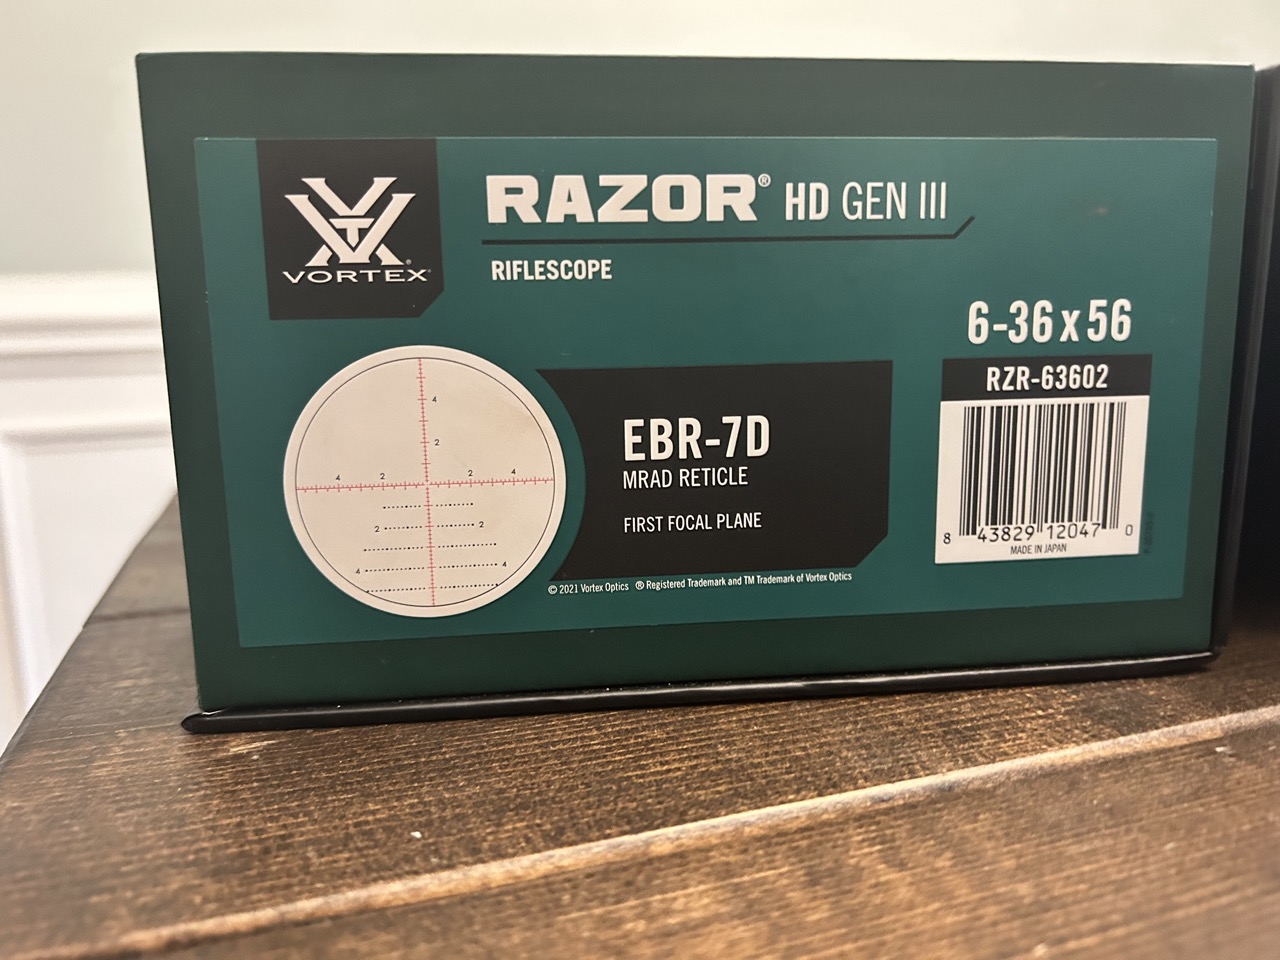 VORTEX®
RAZOR® HD GEN III
RIFLESCOPE
6-36 x 56
RZR-63602
EBR-7D
MRAD RETICLE
FIRST FOCAL PLANE
4
2
4 2 2 4
2 2
4 4
8 43829 12047 0
MADE IN JAPAN
© 2021 Vortex Optics ® Registered Trademark and TM Trademark of Vortex Optics